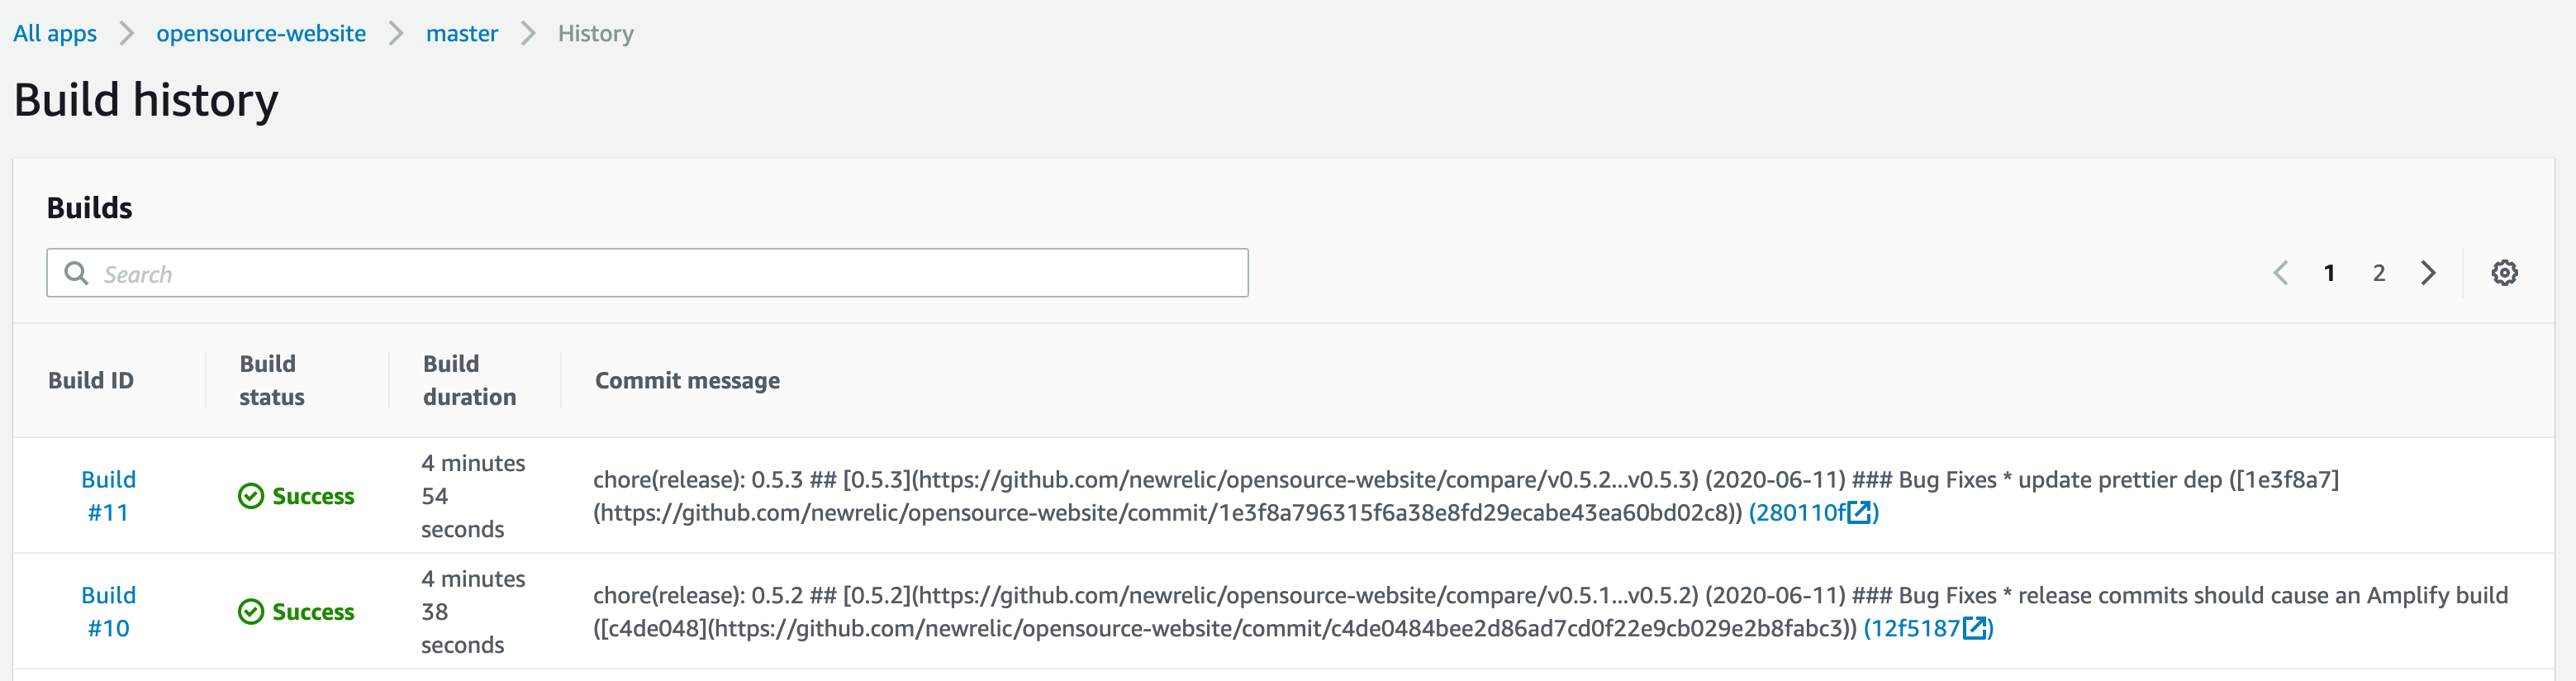 All apps opensource-website master History
Build history
Builds
Search
1 2
Build ID
Build
status
Build
duration
Commit message
Build
#11
Success
4 minutes
54
seconds
chore(release): 0.5.3 ## [0.5.3](https://github.com/newrelic/opensource-website/compare/v0.5.2...v0.5.3) (2020-06-11) ### Bug Fixes * update prettier dep ([1e3f8a7]
(https://github.com/newrelic/opensource-website/commit/1e3f8a796315f6a38e8fd29ecabe43ea60bd02c8)) (280110f)
Build
#10
Success
4 minutes
38
seconds
chore(release): 0.5.2 ## [0.5.2](https://github.com/newrelic/opensource-website/compare/v0.5.1...v0.5.2) (2020-06-11) ### Bug Fixes * release commits should cause an Amplify build
([c4de048](https://github.com/newrelic/opensource-website/commit/c4de0484bee2d86ad7cd0f22e9cb029e2b8fabc3)) (12f5187)